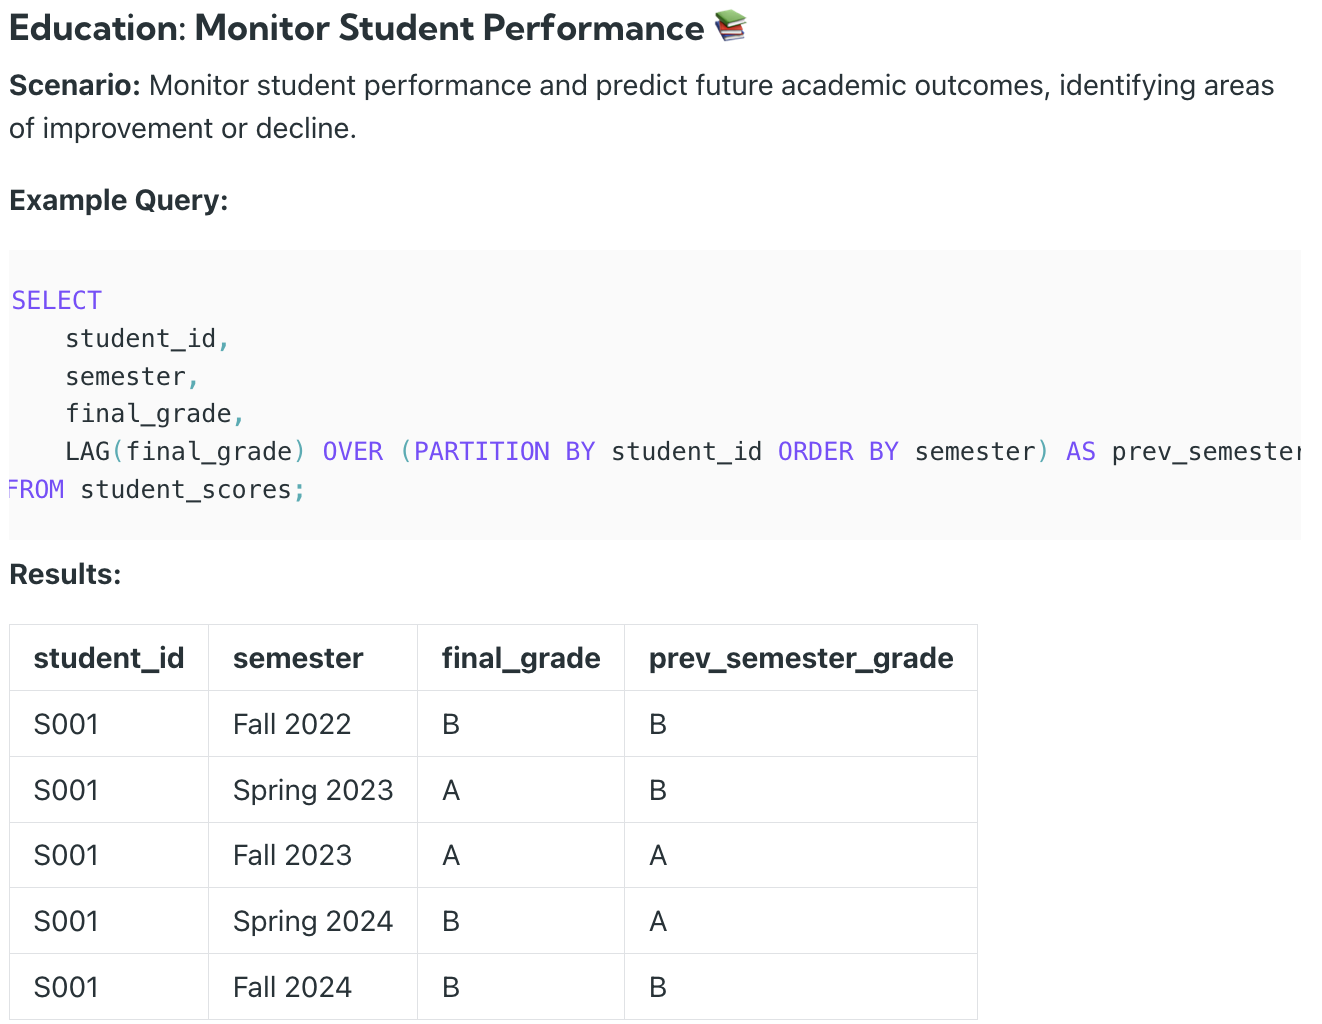 Education: Monitor Student Performance 📚
Scenario: Monitor student performance and predict future academic outcomes, identifying areas
of improvement or decline.
Example Query:
SELECT
    student_id,
    semester,
    final_grade,
    LAG(final_grade) OVER (PARTITION BY student_id ORDER BY semester) AS prev_semester
FROM student_scores;
Results:
student_id semester final_grade prev_semester_grade
S001 Fall 2022 B B
S001 Spring 2023 A B
S001 Fall 2023 A A
S001 Spring 2024 B A
S001 Fall 2024 B B